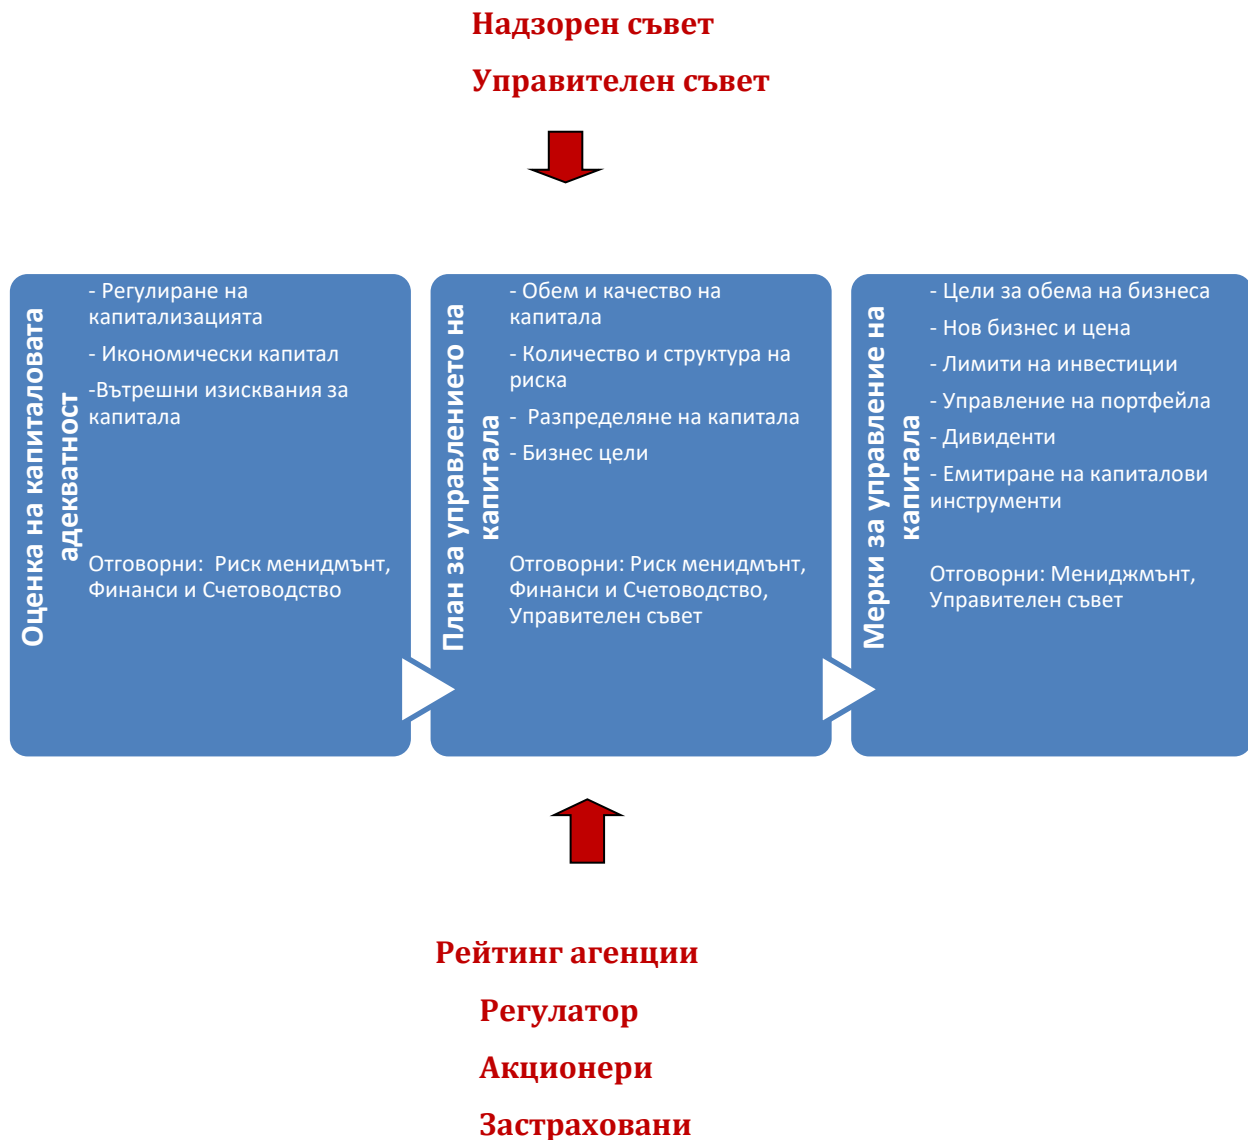 Надзорен съвет
Управителен съвет
Оценка на капиталовата
адекватност
- Регулиране на
капитализацията
- Икономически капитал
-Вътрешни изисквания за
капитала
Отговорни:  Риск менидмънт,
Финанси и Счетоводство
План за управлението на
капитала
- Обем и качество на
капитала
- Количество и структура на
риска
-  Разпределяне на капитала
- Бизнес цели
Отговорни: Риск менидмънт,
Финанси и Счетоводство,
Управителен съвет
Мерки за управление на
капитала
- Цели за обема на бизнеса
- Нов бизнес и цена
- Лимити на инвестиции
- Управление на портфейла
- Дивиденти
- Емитиране на капиталови
инструменти
Отговорни: Мениджмънт,
Управителен съвет
Рейтинг агенции
Регулатор
Акционери
Застраховани